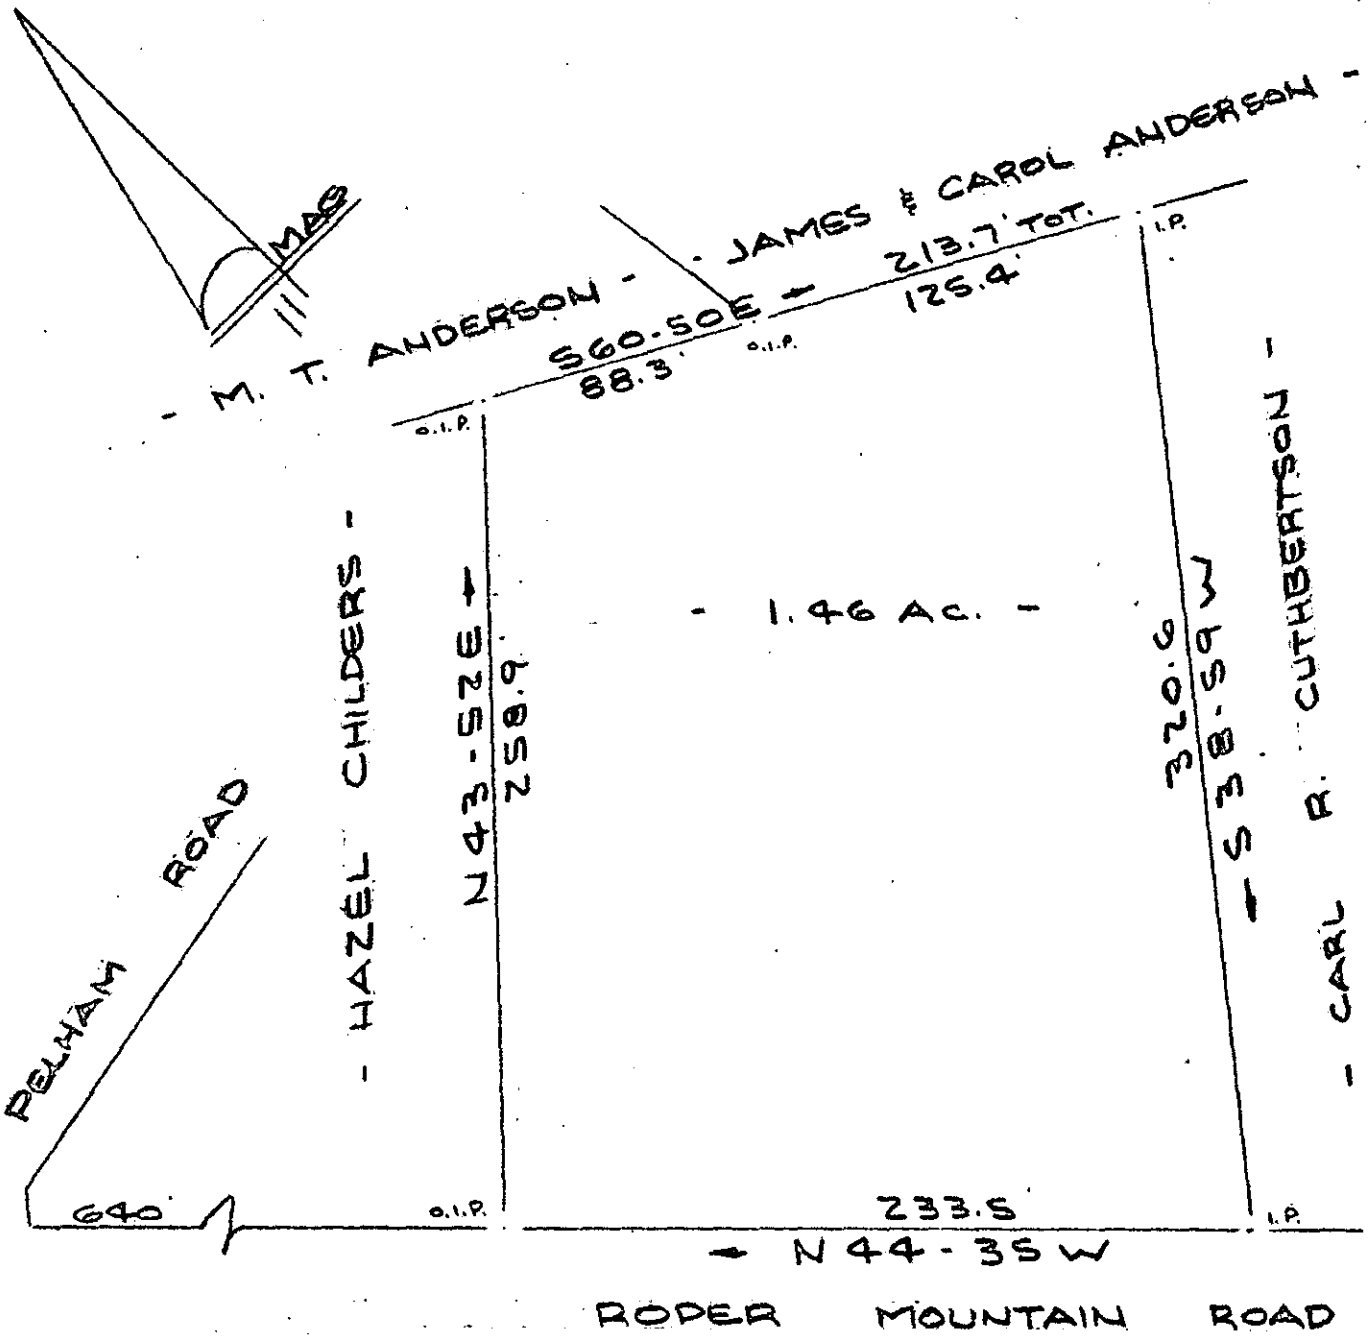 MAG
- M. T. ANDERSON -
- JAMES & CAROL ANDERSON -
S60-50E
88.3'
213.7' TOT.
125.4'
O.I.P.
O.I.P.
I.P.
- HAZEL CHILDERS -
N 43-52E
258.9
- 1.46 AC. -
320.6
S 38-59 W
- CARL R. CUTHBERTSON -
PELHAM ROAD
640
O.I.P.
233.5
I.P.
N 44-35 W
RODER MOUNTAIN ROAD